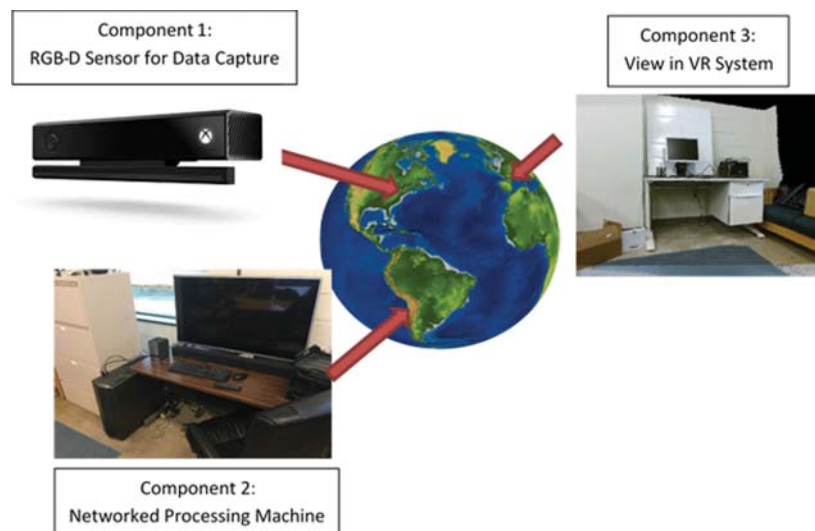 Component 1:
RGB-D Sensor for Data Capture
Component 3:
View in VR System
Component 2:
Networked Processing Machine